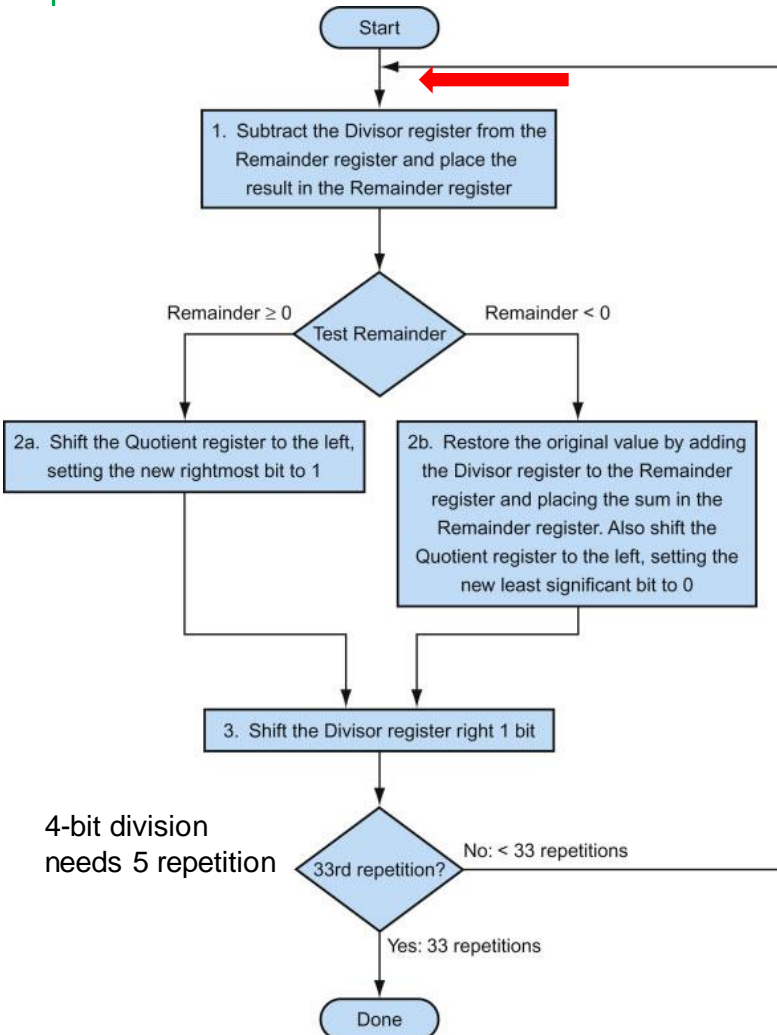 Start
1. Subtract the Divisor register from the
Remainder register and place the
result in the Remainder register
Remainder ≥ 0
Remainder < 0
Test Remainder
2a. Shift the Quotient register to the left,
setting the new rightmost bit to 1
2b. Restore the original value by adding
the Divisor register to the Remainder
register and placing the sum in the
Remainder register. Also shift the
Quotient register to the left, setting the
new least significant bit to 0
3. Shift the Divisor register right 1 bit
4-bit division
needs 5 repetition
33rd repetition?
No: < 33 repetitions
Yes: 33 repetitions
Done